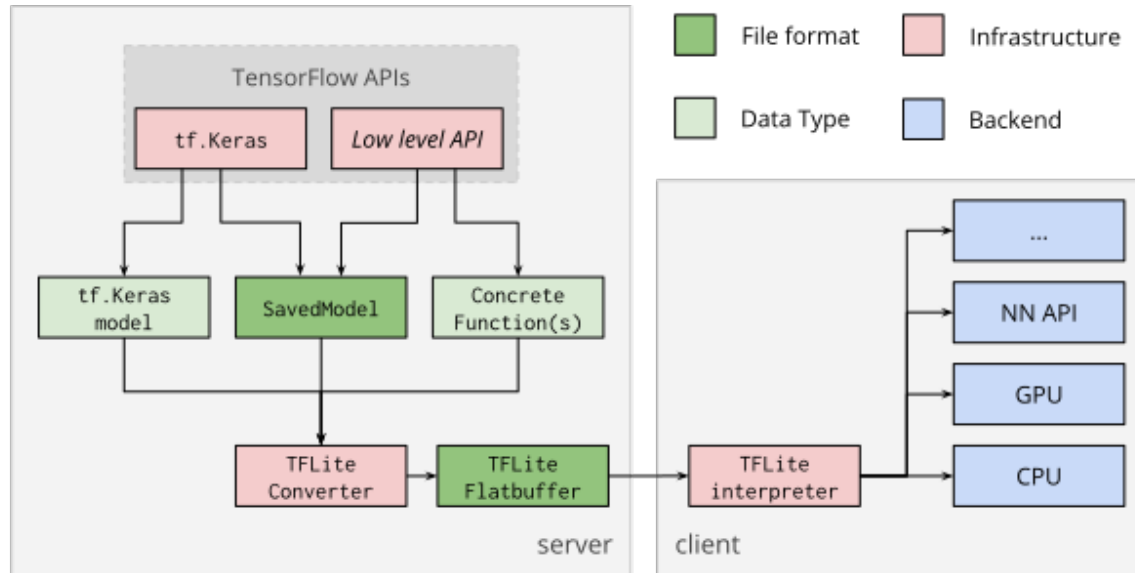 TensorFlow APIs
tf.Keras
Low level API
tf.Keras
model
SavedModel
Concrete
Function(s)
TFLite
Converter
TFLite
Flatbuffer
server
File format
Infrastructure
Data Type
Backend
...
NN API
GPU
CPU
TFLite
interpreter
client